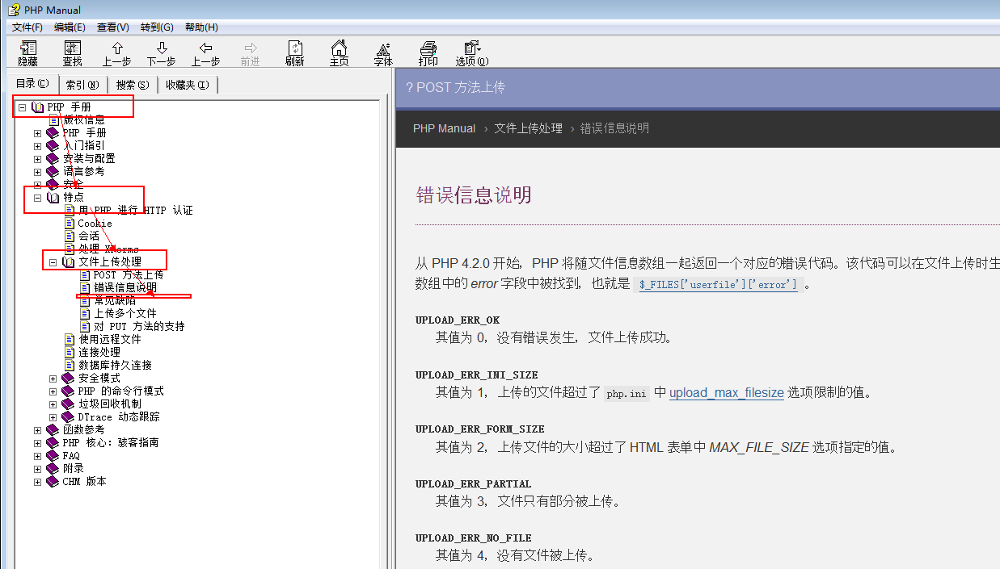 PHP Manual
文件(F) 编辑(E) 查看(V) 转到(G) 帮助(H)
隐藏 查找 上一步 下一步 上一步 前进 刷新 主页 字体 打印 选项(O)
目录(C) 索引(N) 搜索(S) 收藏夹(I)
PHP 手册
版权信息
PHP 手册
入门指引
安装与配置
语言参考
安全
特点
用 PHP 进行 HTTP 认证
Cookie
会话
处理 XForms
文件上传处理
POST 方法上传
错误信息说明
常见缺陷
上传多个文件
对 PUT 方法的支持
使用远程文件
连接处理
数据库持久连接
安全模式
PHP 的命令行模式
垃圾回收机制
DTrace 动态跟踪
函数参考
PHP 核心：骇客指南
FAQ
附录
CHM 版本
? POST 方法上传
PHP Manual › 文件上传处理 › 错误信息说明
错误信息说明
从 PHP 4.2.0 开始，PHP 将随文件信息数组一起返回一个对应的错误代码。该代码可以在文件上传时生
数组中的 error 字段中被找到，也就是 $_FILES['userfile']['error'] 。
UPLOAD_ERR_OK
其值为 0，没有错误发生，文件上传成功。
UPLOAD_ERR_INI_SIZE
其值为 1，上传的文件超过了 php.ini 中 upload_max_filesize 选项限制的值。
UPLOAD_ERR_FORM_SIZE
其值为 2，上传文件的大小超过了 HTML 表单中 MAX_FILE_SIZE 选项指定的值。
UPLOAD_ERR_PARTIAL
其值为 3，文件只有部分被上传。
UPLOAD_ERR_NO_FILE
其值为 4，没有文件被上传。